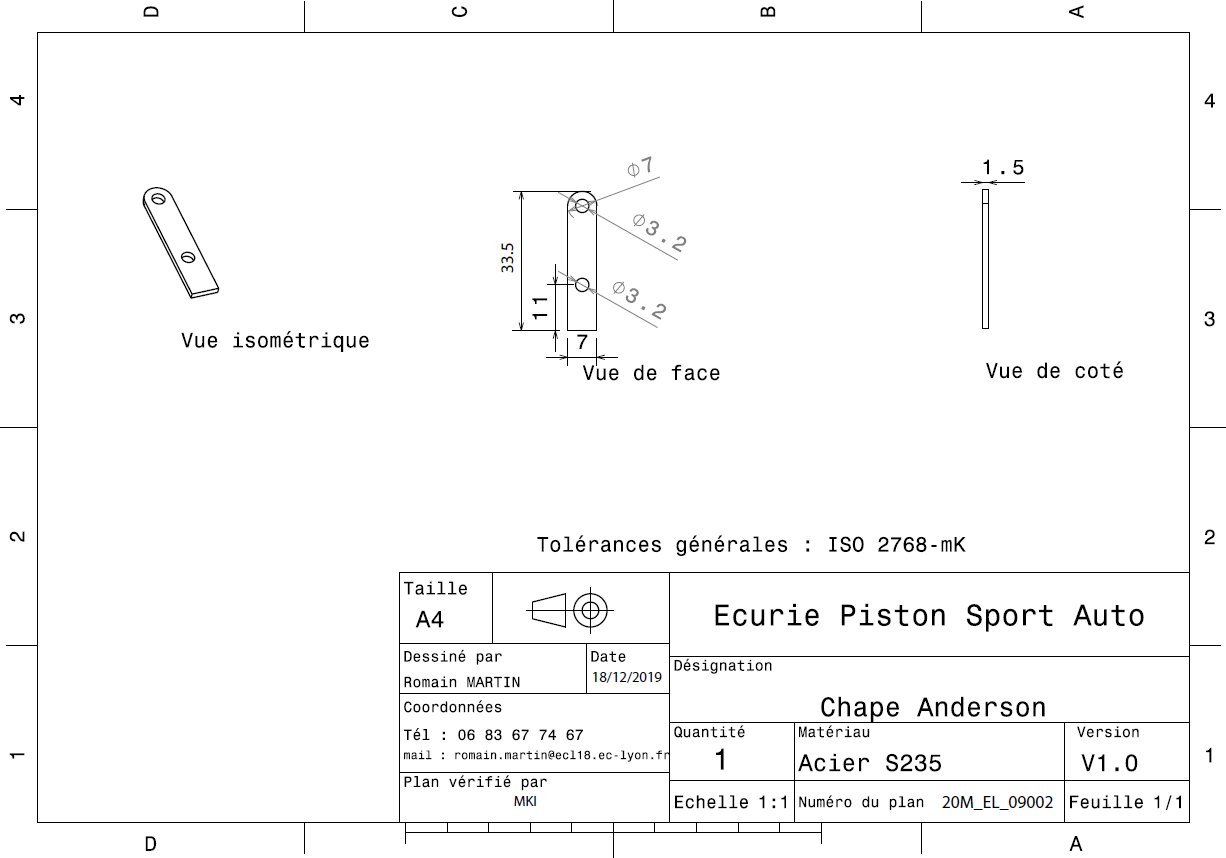 D C B A
4 4
⌀7
1.5
⌀3.2
33.5
⌀3.2
11
7
3 3
Vue isométrique
Vue de face
Vue de coté
2 2
Tolérances générales : ISO 2768-mK
Taille
A4
Ecurie Piston Sport Auto
Dessiné par
Romain MARTIN
Date
18/12/2019
Désignation
Chape Anderson
Coordonnées
Tél : 06 83 67 74 67
mail : romain.martin@ecl18.ec-lyon.fr
Quantité
1
Matériau
Acier S235
Version
V1.0
1 1
Plan vérifié par
MKI
Echelle 1:1
Numéro du plan 20M_EL_09002
Feuille 1/1
D A